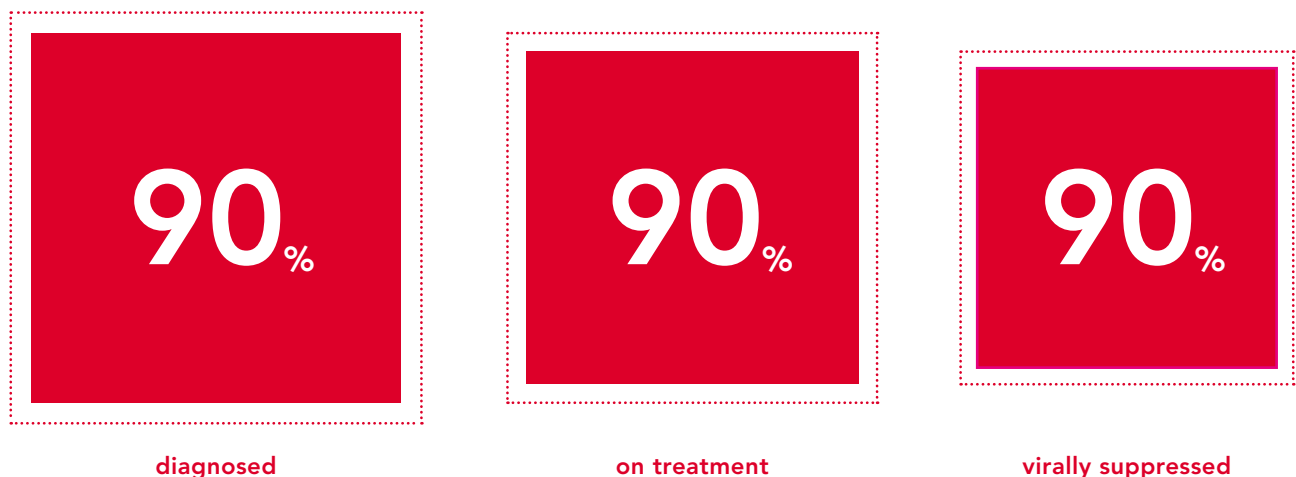 90% 90% 90%
diagnosed on treatment virally suppressed